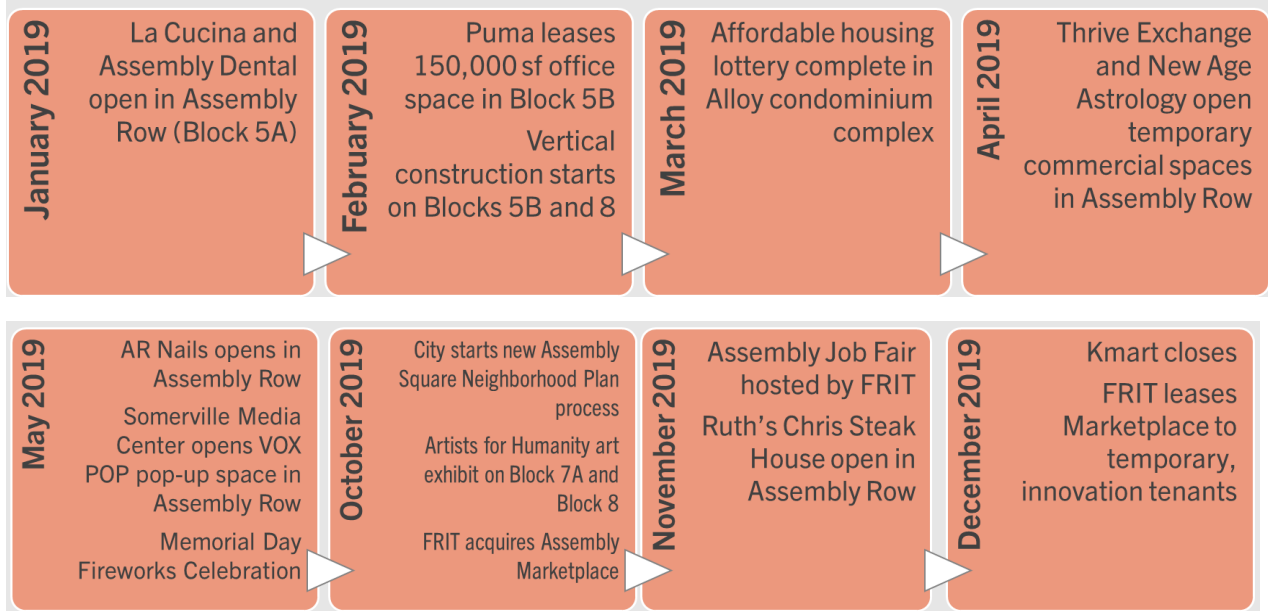 January 2019
La Cucina and
Assembly Dental
open in Assembly
Row (Block 5A)
February 2019
Puma leases
150,000 sf office
space in Block 5B
Vertical
construction starts
on Blocks 5B and 8
March 2019
Affordable housing
lottery complete in
Alloy condominium
complex
April 2019
Thrive Exchange
and New Age
Astrology open
temporary
commercial spaces
in Assembly Row
May 2019
AR Nails opens in
Assembly Row
Somerville Media
Center opens VOX
POP pop-up space in
Assembly Row
Memorial Day
Fireworks Celebration
October 2019
City starts new Assembly
Square Neighborhood Plan
process
Artists for Humanity art
exhibit on Block 7A and
Block 8
FRIT acquires Assembly
Marketplace
November 2019
Assembly Job Fair
hosted by FRIT
Ruth's Chris Steak
House open in
Assembly Row
December 2019
Kmart closes
FRIT leases
Marketplace to
temporary,
innovation tenants